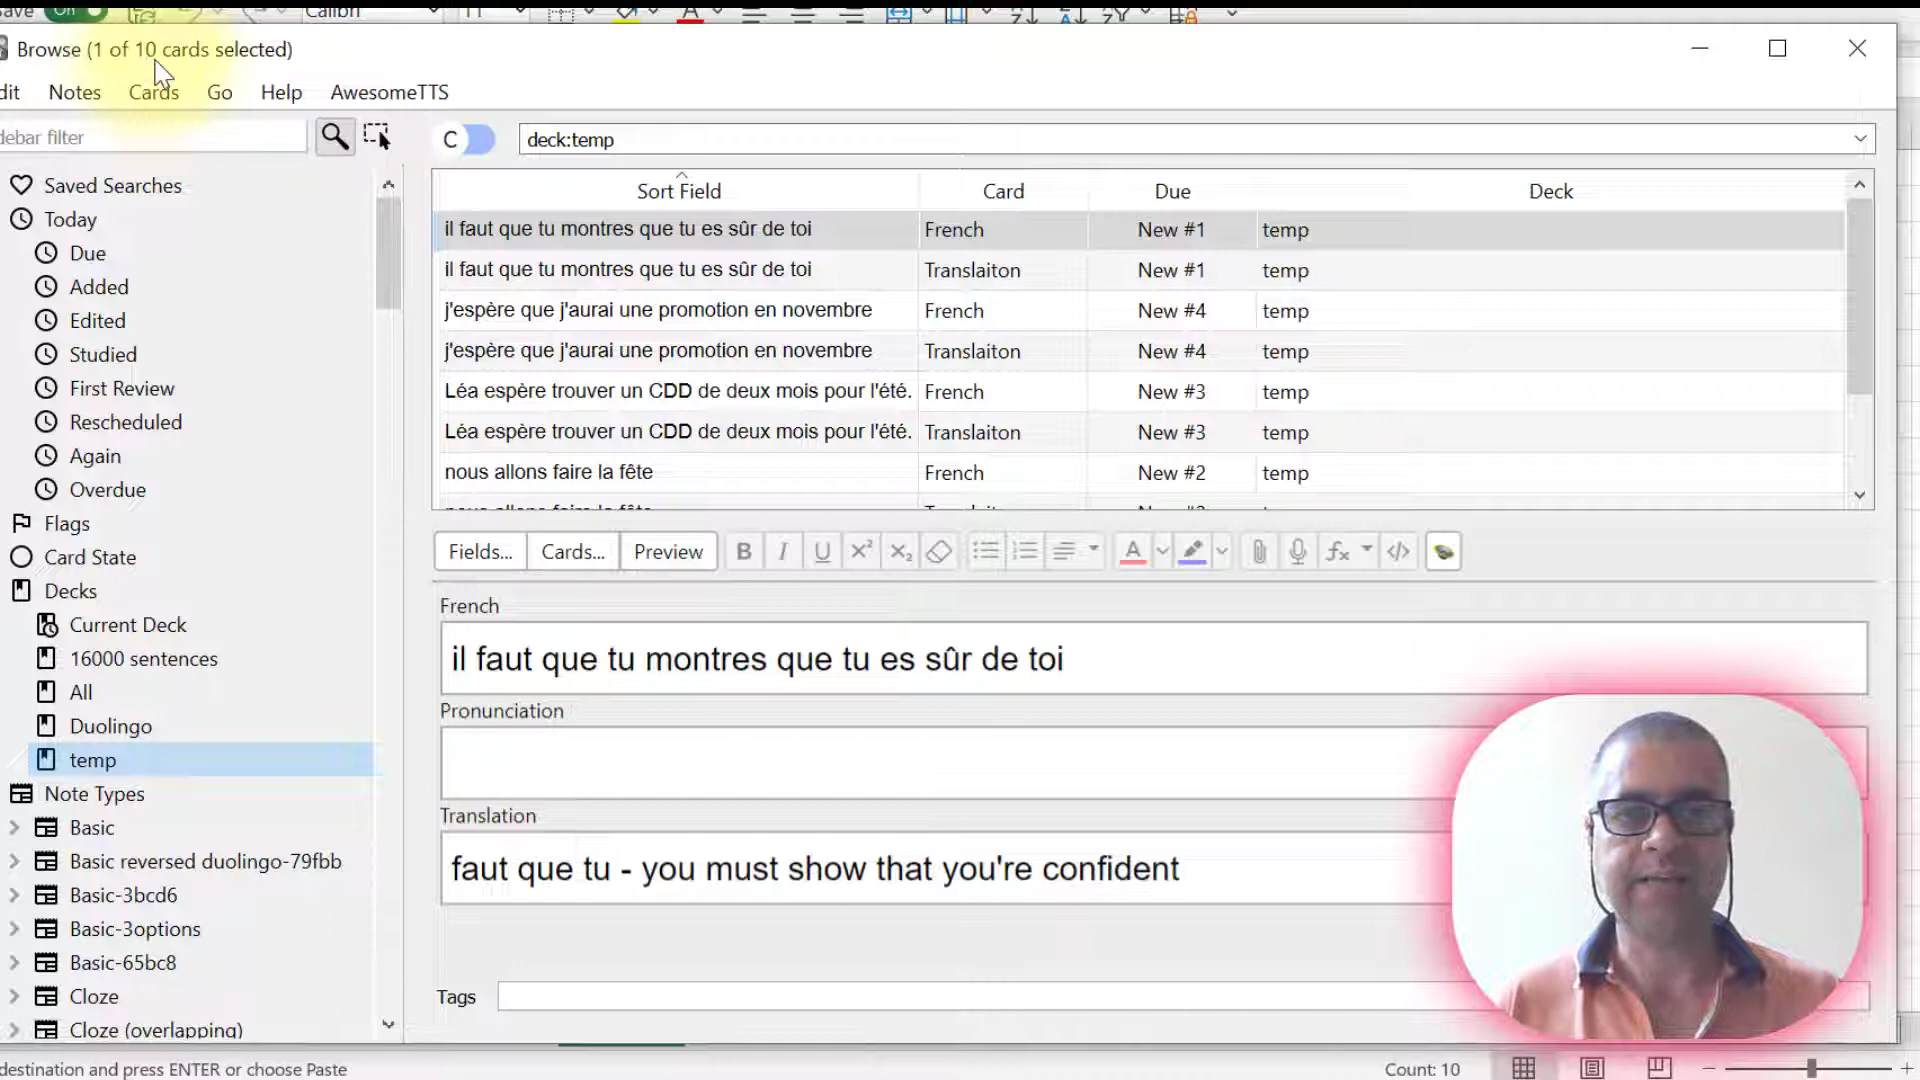 On
Calibri
11
Browse (1 of 10 cards selected)
dit Notes Cards Go Help AwesomeTTS
debar filter
C
deck:temp
Saved Searches
Today
Due
Added
Edited
Studied
First Review
Rescheduled
Again
Overdue
Flags
Card State
Decks
Current Deck
16000 sentences
All
Duolingo
temp
Note Types
Basic
Basic reversed duolingo-79fbb
Basic-3bcd6
Basic-3options
Basic-65bc8
Cloze
Cloze (overlapping)
Sort Field Card Due Deck
il faut que tu montres que tu es sûr de toi French New #1 temp
il faut que tu montres que tu es sûr de toi Translaiton New #1 temp
j'espère que j'aurai une promotion en novembre French New #4 temp
j'espère que j'aurai une promotion en novembre Translaiton New #4 temp
Léa espère trouver un CDD de deux mois pour l'été. French New #3 temp
Léa espère trouver un CDD de deux mois pour l'été. Translaiton New #3 temp
nous allons faire la fête French New #2 temp
Fields... Cards... Preview B I U x² x₂ A fx </>
French
il faut que tu montres que tu es sûr de toi
Pronunciation
Translation
faut que tu - you must show that you're confident
Tags
destination and press ENTER or choose Paste
Count: 10